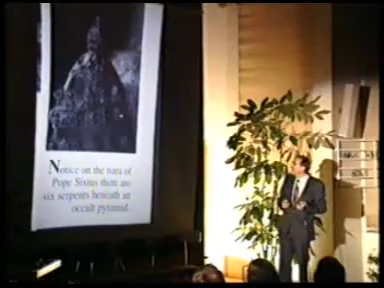 Notice on the tiara of
Pope Sixtus there are
six serpents beneath an
occult pyramid.